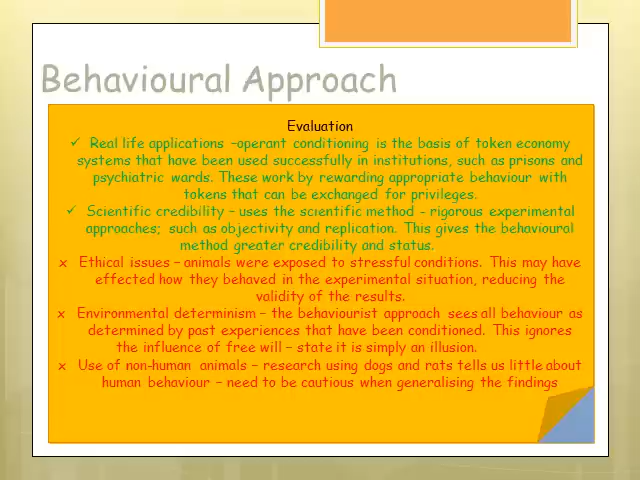 Behavioural Approach
Evaluation
✓ Real life applications –operant conditioning is the basis of token economy
systems that have been used successfully in institutions, such as prisons and
psychiatric wards. These work by rewarding appropriate behaviour with
tokens that can be exchanged for privileges.
✓ Scientific credibility – uses the scientific method - rigorous experimental
approaches; such as objectivity and replication. This gives the behavioural
method greater credibility and status.
x Ethical issues – animals were exposed to stressful conditions. This may have
effected how they behaved in the experimental situation, reducing the
validity of the results.
x Environmental determinism – the behaviourist approach sees all behaviour as
determined by past experiences that have been conditioned. This ignores
the influence of free will – state it is simply an illusion.
x Use of non-human animals – research using dogs and rats tells us little about
human behaviour – need to be cautious when generalising the findings